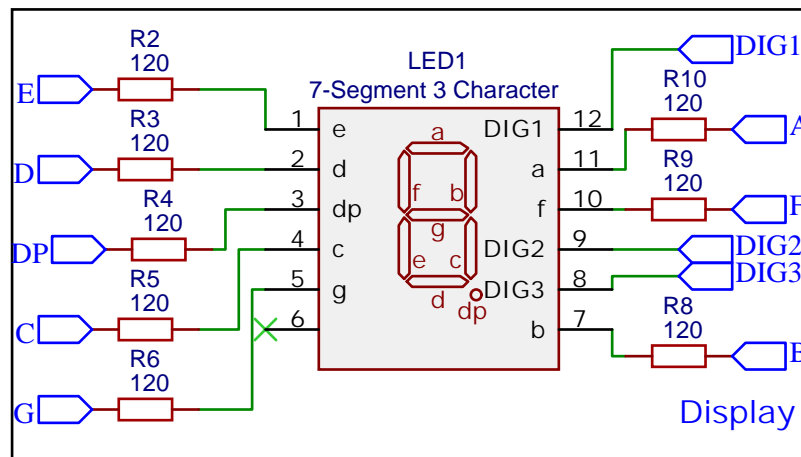 LED1
7-Segment 3 Character
R2
120
E
R3
120
D
R4
120
DP
R5
120
C
R6
120
G
1 e
2 d
3 dp
4 c
5 g
6
a
f b
g
e c
d dp
DIG1 12
a 11
f 10
DIG2 9
DIG3 8
b 7
DIG1
R10
120
A
R9
120
F
DIG2
DIG3
R8
120
B
Display